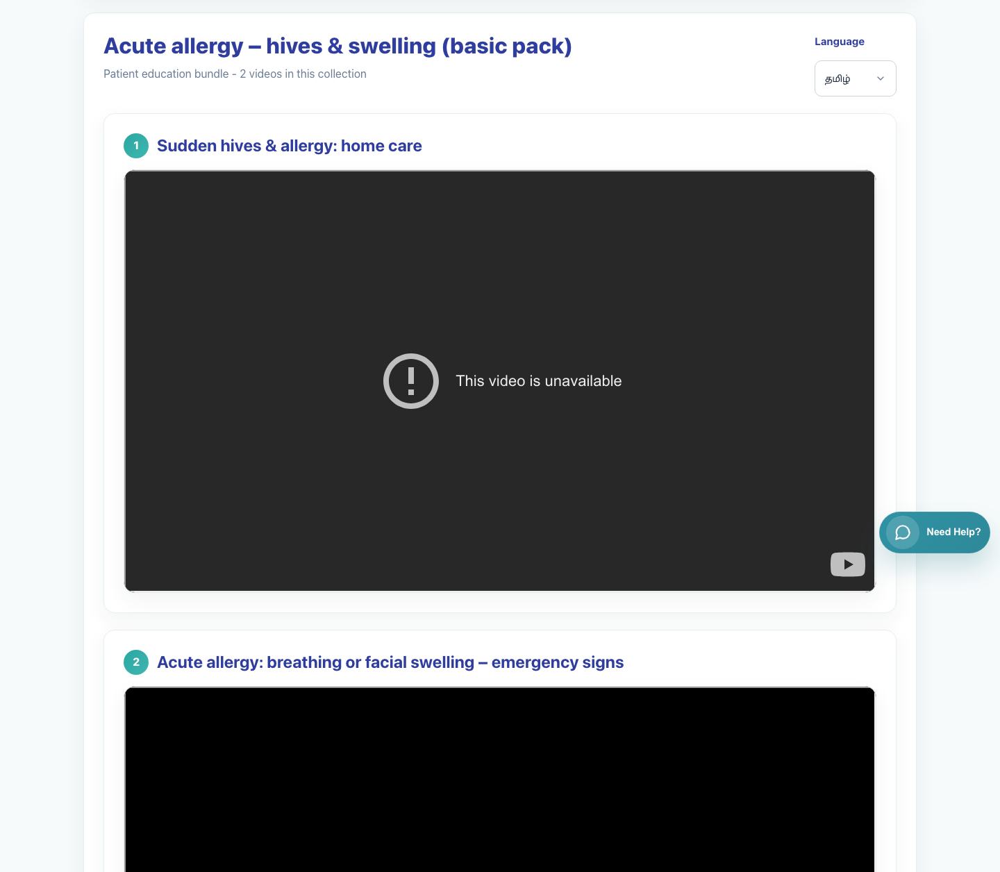 Acute allergy – hives & swelling (basic pack)
Patient education bundle - 2 videos in this collection
Language
தமிழ்
1 Sudden hives & allergy: home care
This video is unavailable
Need Help?
2 Acute allergy: breathing or facial swelling – emergency signs